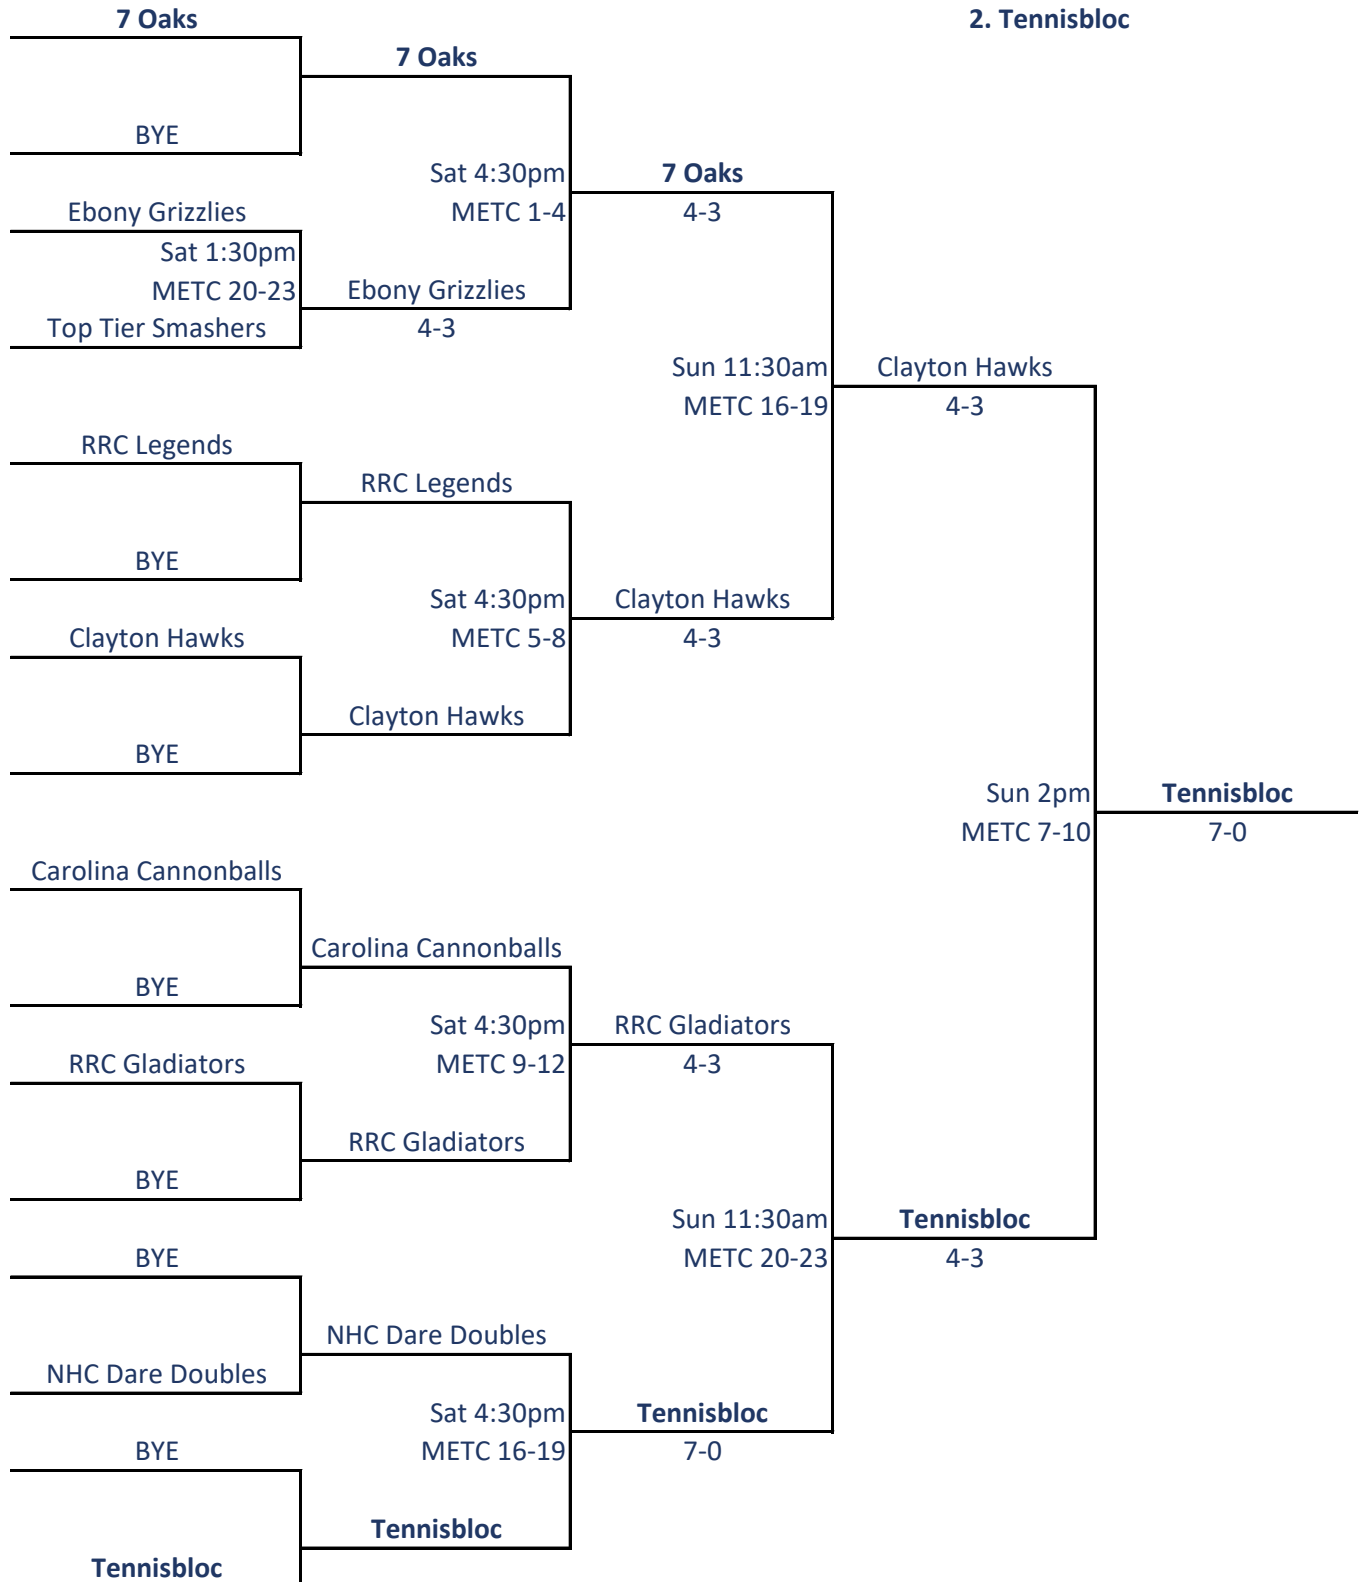 7 Oaks
2. Tennisbloc
7 Oaks
BYE
Sat 4:30pm
7 Oaks
METC 1-4
4-3
Ebony Grizzlies
Sat 1:30pm
METC 20-23
Ebony Grizzlies
Top Tier Smashers
4-3
Sun 11:30am
Clayton Hawks
METC 16-19
4-3
RRC Legends
RRC Legends
BYE
Sat 4:30pm
Clayton Hawks
METC 5-8
4-3
Clayton Hawks
Clayton Hawks
BYE
Sun 2pm
Tennisbloc
METC 7-10
7-0
Carolina Cannonballs
Carolina Cannonballs
BYE
Sat 4:30pm
RRC Gladiators
METC 9-12
4-3
RRC Gladiators
RRC Gladiators
BYE
Sun 11:30am
Tennisbloc
METC 20-23
4-3
BYE
NHC Dare Doubles
NHC Dare Doubles
Sat 4:30pm
Tennisbloc
METC 16-19
7-0
BYE
Tennisbloc
Tennisbloc